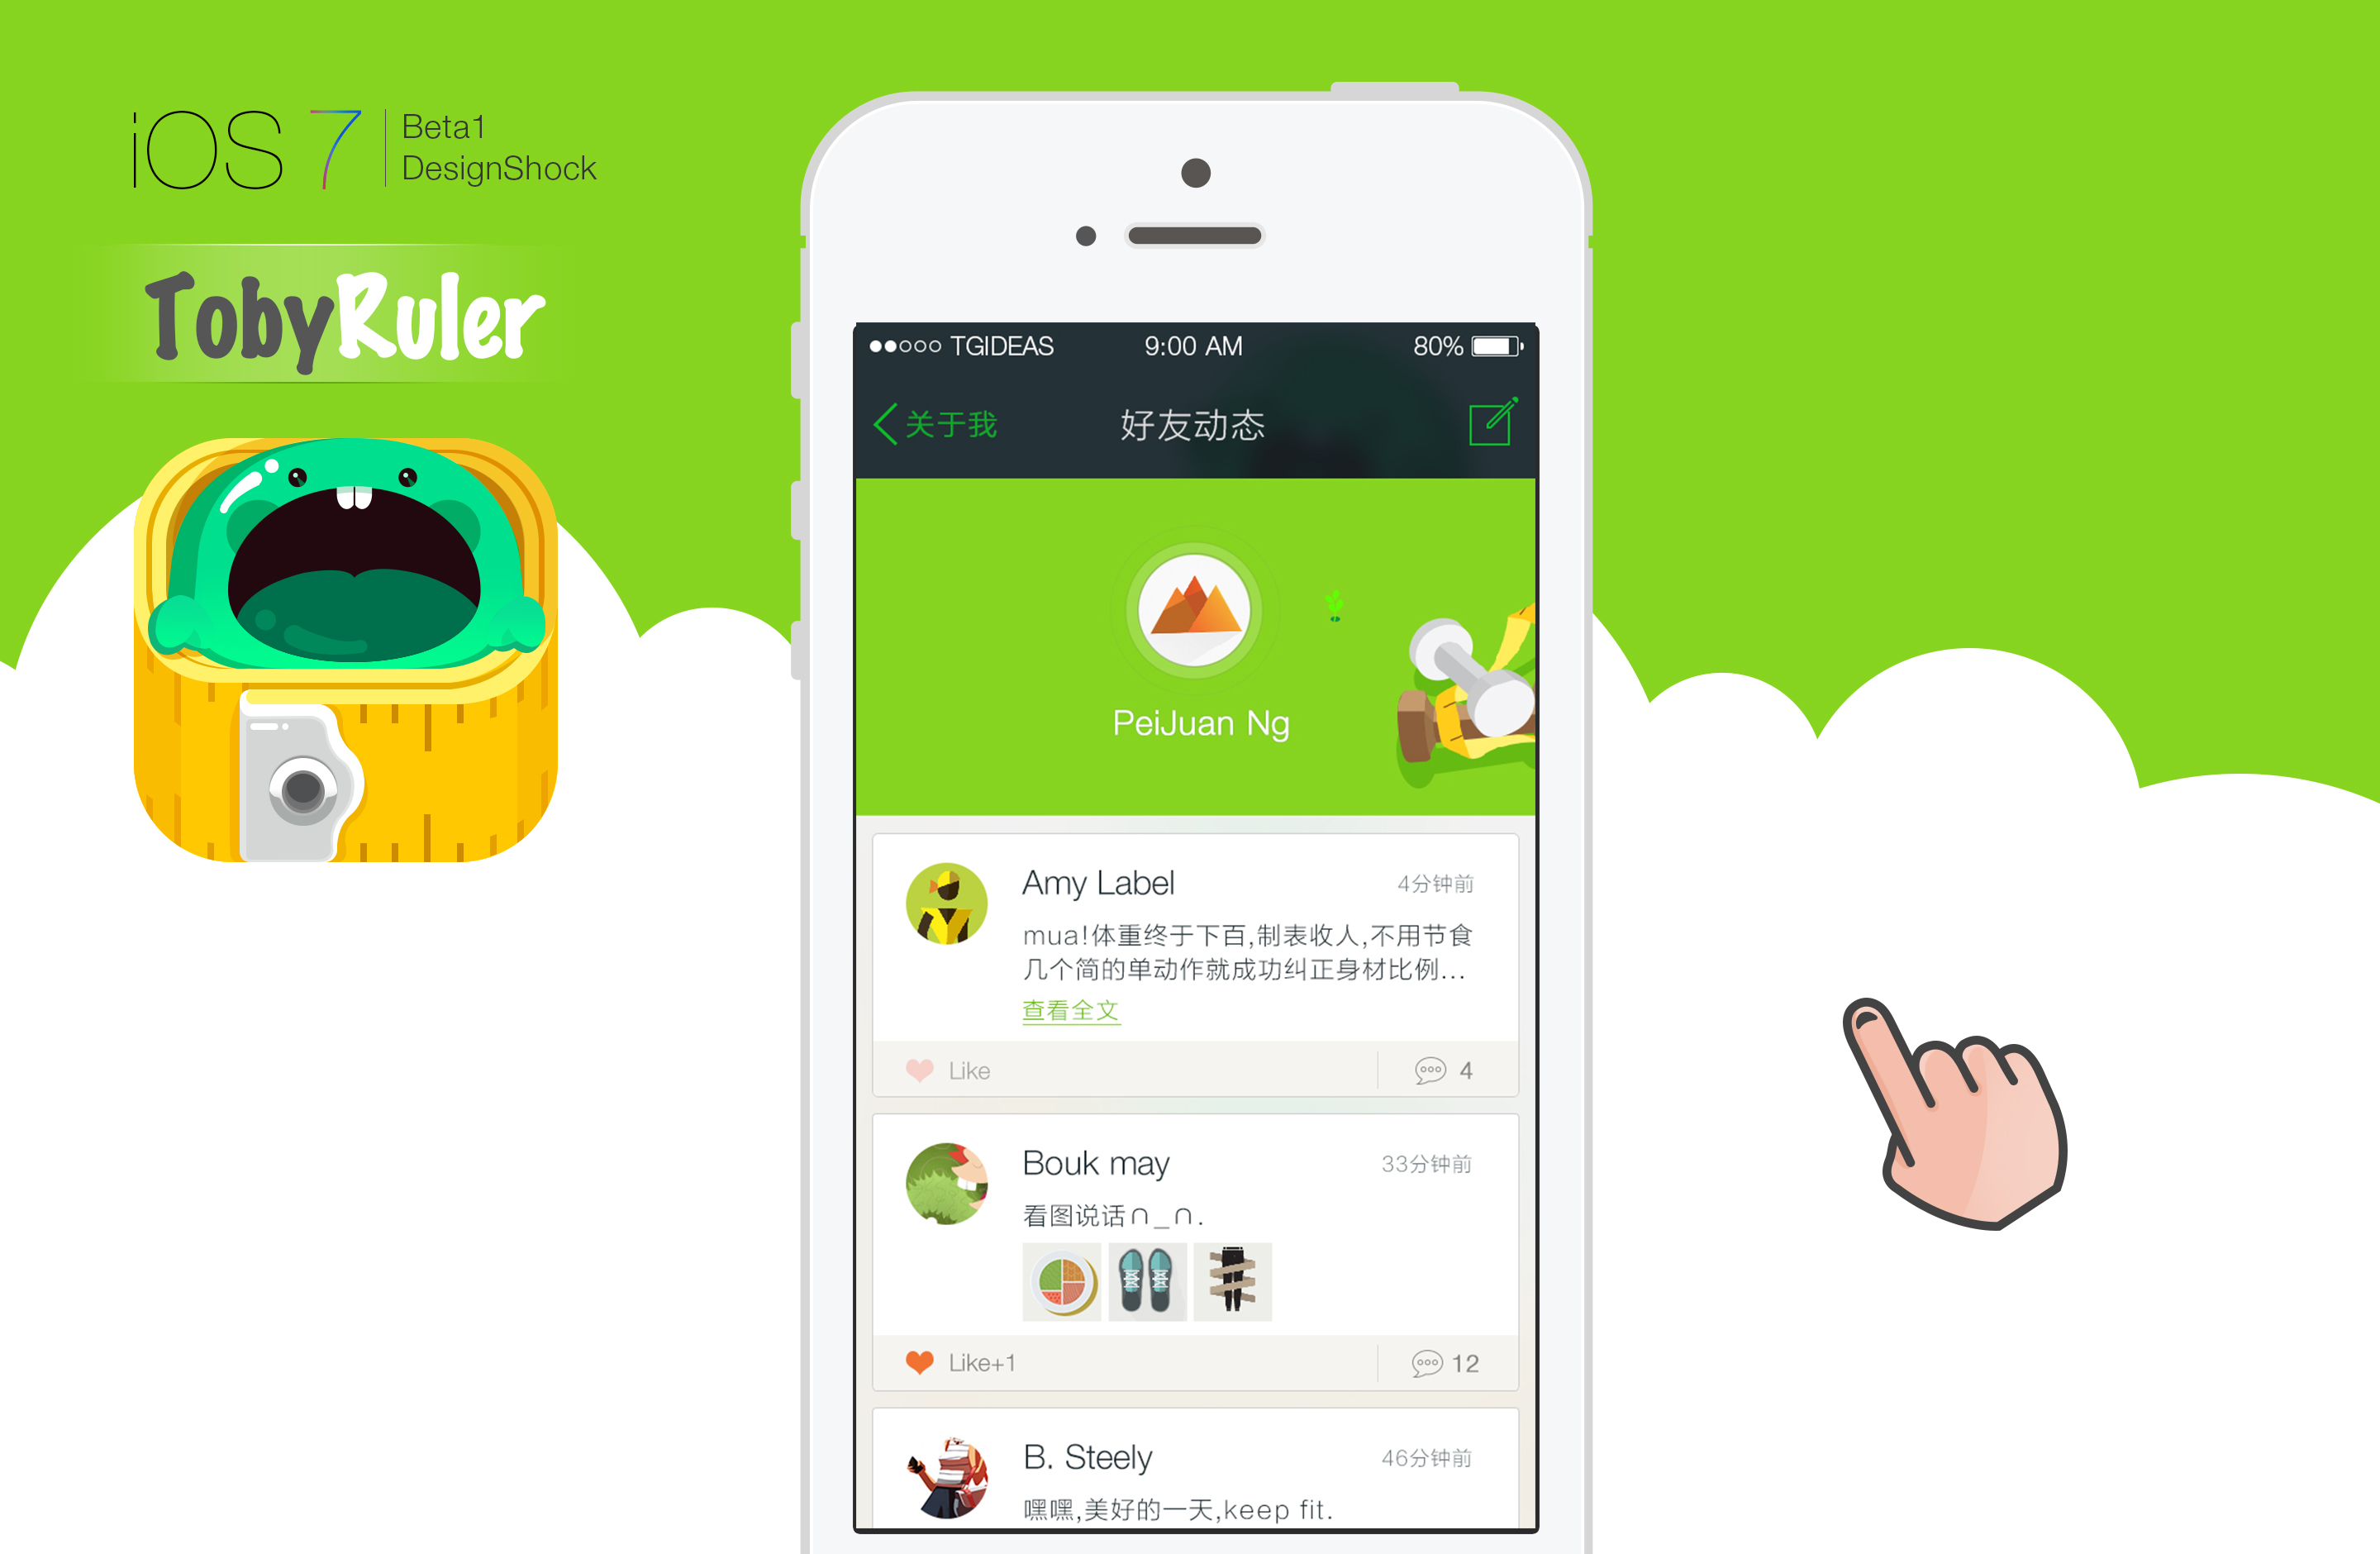 iOS 7
Beta1
DesignShock
TobyRuler
TGIDEAS 9:00 AM 80%
关于我 好友动态
PeiJuan Ng
Amy Label 4分钟前
mua!体重终于下百,制表收人,不用节食
几个简的单动作就成功纠正身材比例...
查看全文
Like 4
Bouk may 33分钟前
看图说话∩_∩.
Like+1 12
B. Steely 46分钟前
嘿嘿,美好的一天,keep fit.